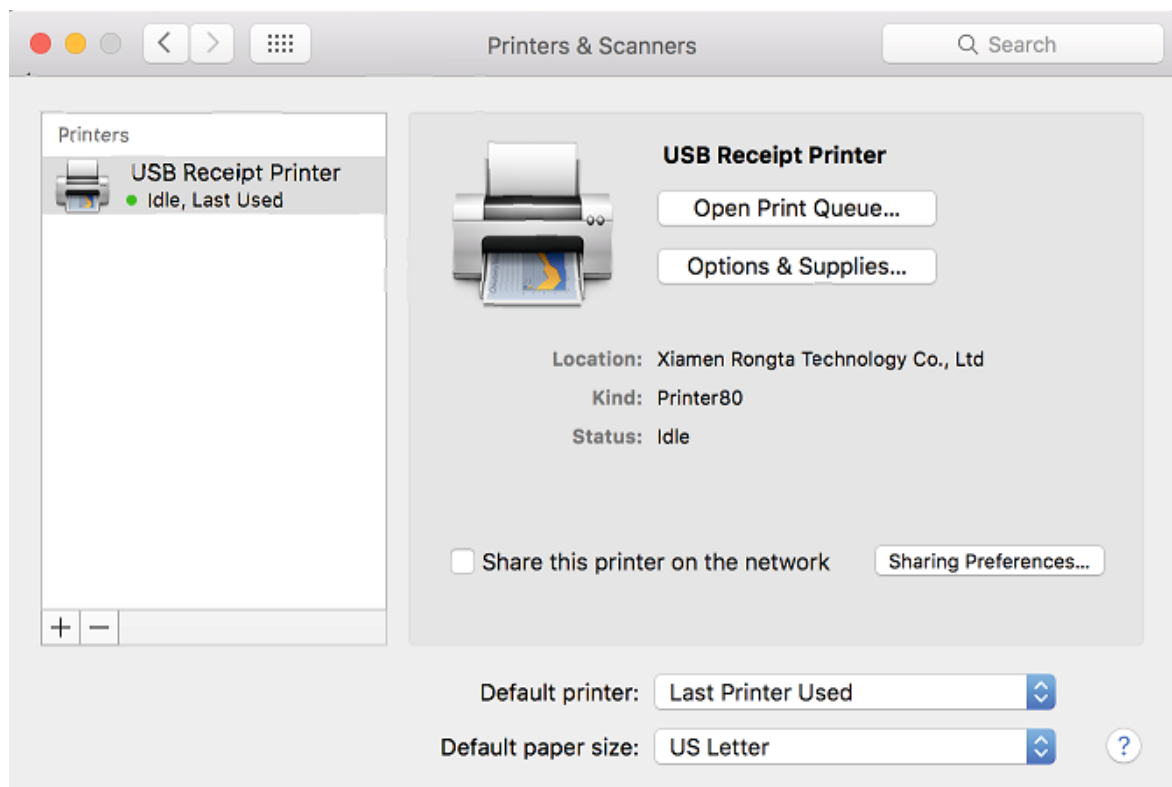 Printers & Scanners
Search
Printers
USB Receipt Printer
Idle, Last Used
USB Receipt Printer
Open Print Queue...
Options & Supplies...
Location: Xiamen Rongta Technology Co., Ltd
Kind: Printer80
Status: Idle
Share this printer on the network
Sharing Preferences...
Default printer: Last Printer Used
Default paper size: US Letter
?